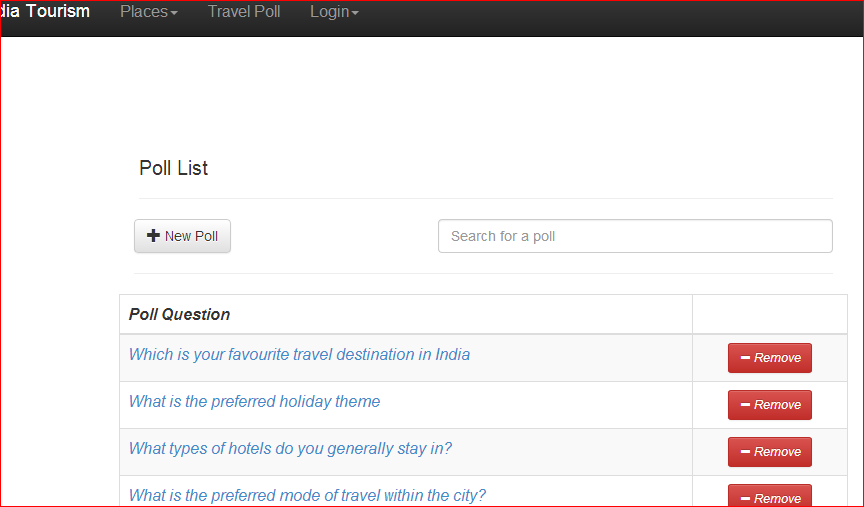 dia Tourism Places Travel Poll Login
Poll List
New Poll Search for a poll
Poll Question
Which is your favourite travel destination in India Remove
What is the preferred holiday theme Remove
What types of hotels do you generally stay in? Remove
What is the preferred mode of travel within the city? Remove